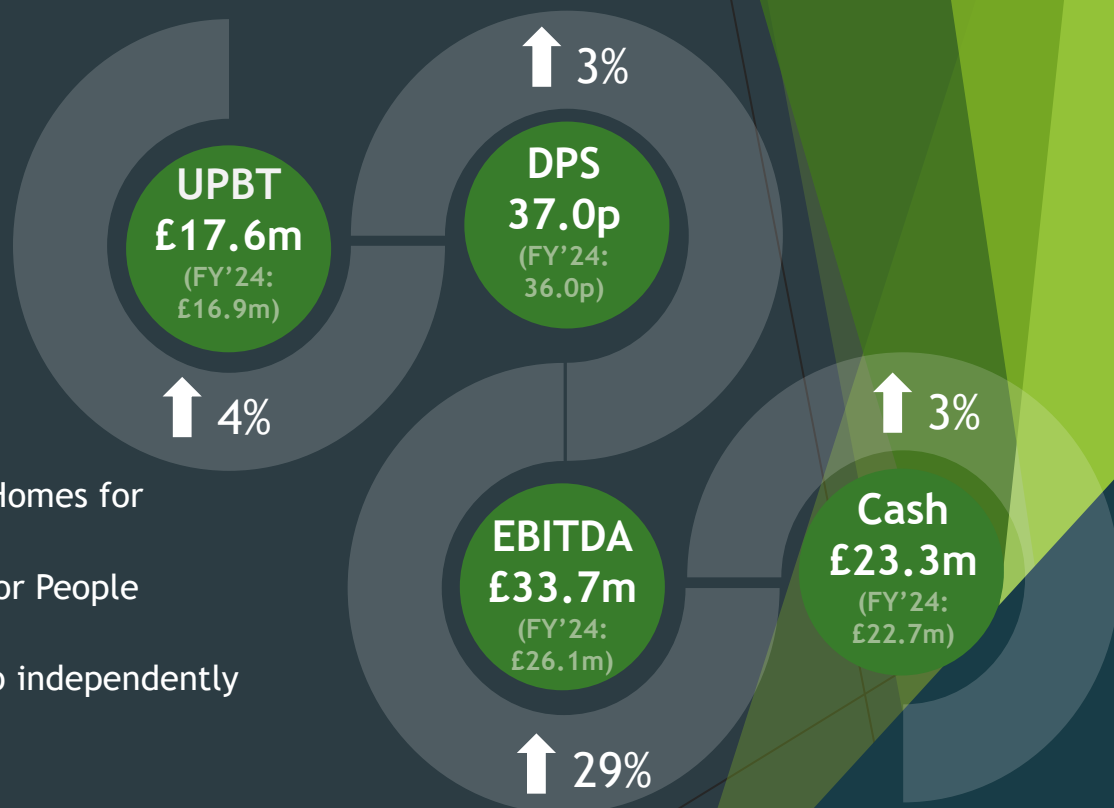 3%
UPBT
£17.6m
(FY’24:
£16.9m)
DPS
37.0p
(FY’24:
36.0p)
4%
3%
Homes for
or People
independently
EBITDA
£33.7m
(FY’24:
£26.1m)
Cash
£23.3m
(FY’24:
£22.7m)
29%